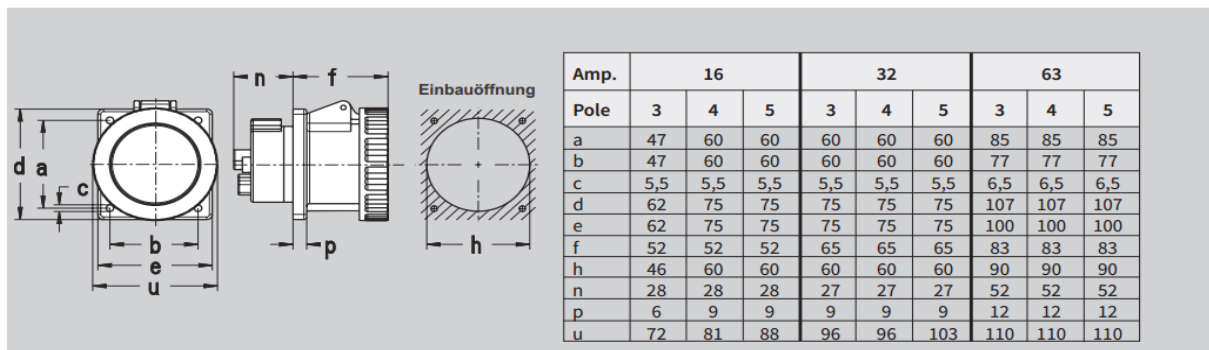 n f
Einbauöffnung
d a
c
b
p
h
e
u
Amp. 16 32 63
Pole 3 4 5 3 4 5 3 4 5
a 47 60 60 60 60 60 85 85 85
b 47 60 60 60 60 60 77 77 77
c 5,5 5,5 5,5 5,5 5,5 5,5 6,5 6,5 6,5
d 62 75 75 75 75 75 107 107 107
e 62 75 75 75 75 75 100 100 100
f 52 52 52 65 65 65 83 83 83
h 46 60 60 60 60 60 90 90 90
n 28 28 28 27 27 27 52 52 52
p 6 9 9 9 9 9 12 12 12
u 72 81 88 96 96 103 110 110 110